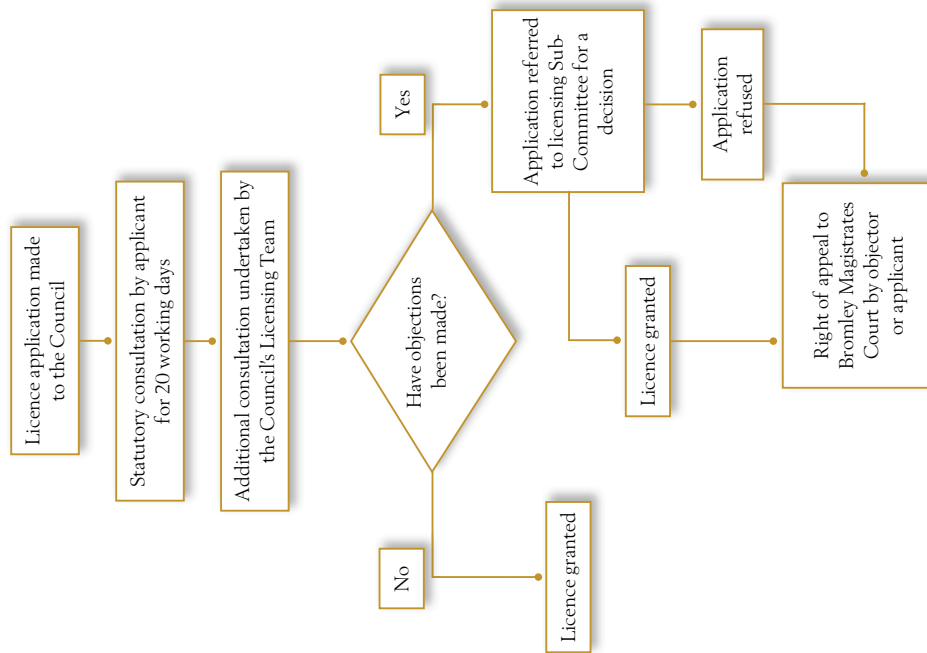 Licence application made
to the Council
Statutory consultation by applicant
for 20 working days
Additional consultation undertaken by
the Council's Licensing Team
Have objections
been made?
No
Yes
Licence granted
Application referred
to licensing Sub-
Committee for a
decision
Licence granted
Application
refused
Right of appeal to
Bromley Magistrates
Court by objector
or applicant